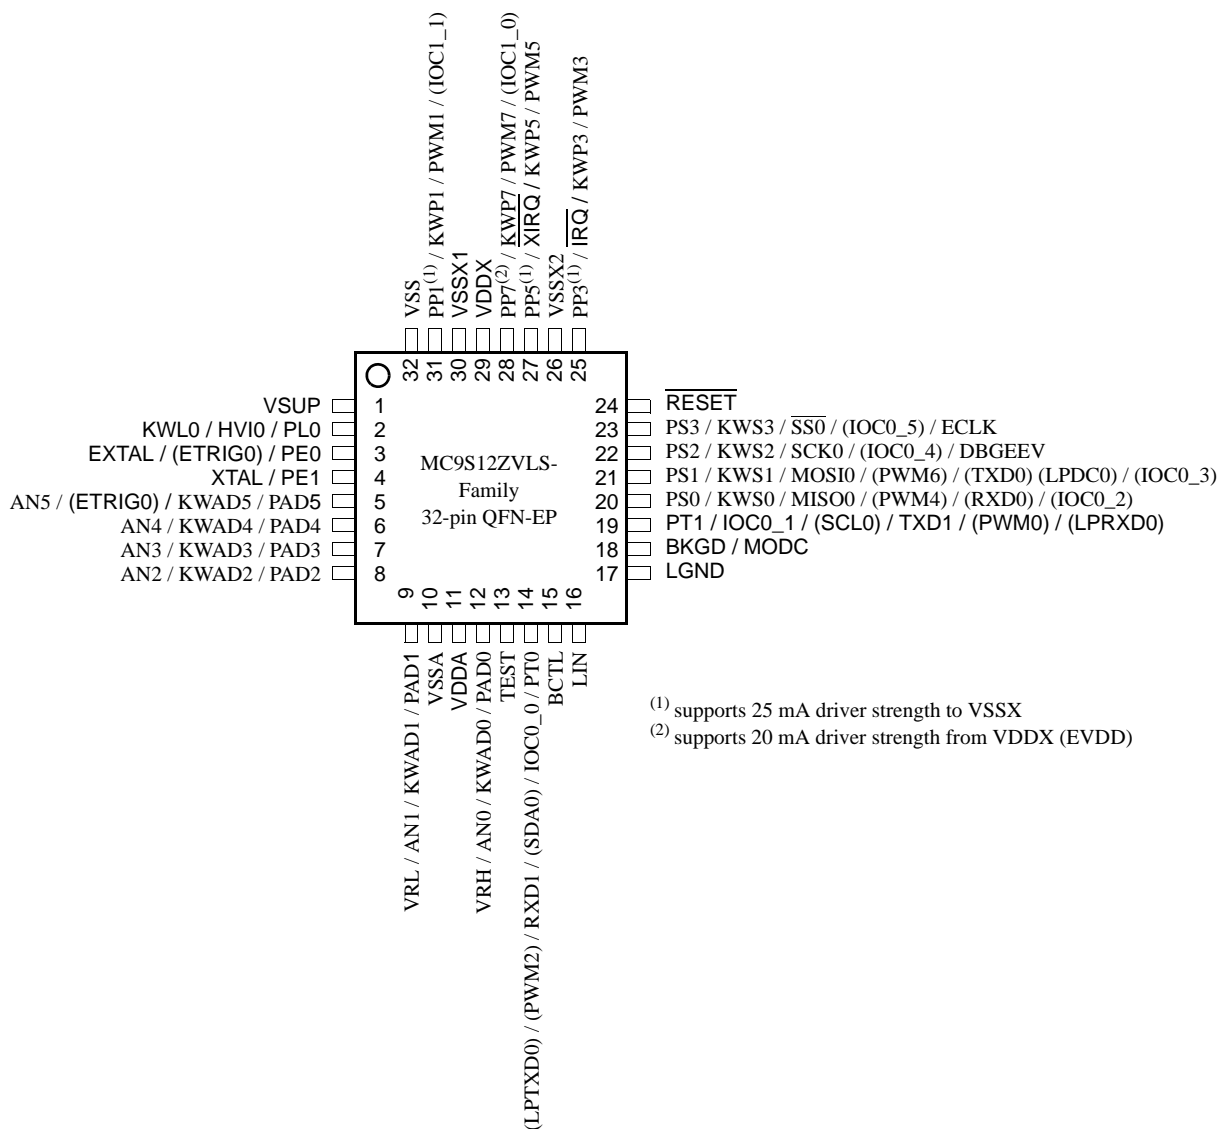 VSS
PP1(1) / KWP1 / PWM1 / (IOC1_1)
VSSX1
VDDX
PP7(2) / KWP7 / PWM7 / (IOC1_0)
PP5(1) / XIRQ / KWP5 / PWM5
VSSX2
PP3(1) / IRQ / KWP3 / PWM3
32
31
30
29
28
27
26
25
VSUP 1
KWL0 / HVI0 / PL0 2
EXTAL / (ETRIG0) / PE0 3
XTAL / PE1 4
AN5 / (ETRIG0) / KWAD5 / PAD5 5
AN4 / KWAD4 / PAD4 6
AN3 / KWAD3 / PAD3 7
AN2 / KWAD2 / PAD2 8
MC9S12ZVLS-
Family
32-pin QFN-EP
24 RESET
23 PS3 / KWS3 / SS0 / (IOC0_5) / ECLK
22 PS2 / KWS2 / SCK0 / (IOC0_4) / DBGEEV
21 PS1 / KWS1 / MOSI0 / (PWM6) / (TXD0) (LPDC0) / (IOC0_3)
20 PS0 / KWS0 / MISO0 / (PWM4) / (RXD0) / (IOC0_2)
19 PT1 / IOC0_1 / (SCL0) / TXD1 / (PWM0) / (LPRXD0)
18 BKGD / MODC
17 LGND
9
10
11
12
13
14
15
16
VRL / AN1 / KWAD1 / PAD1
VSSA
VDDA
VRH / AN0 / KWAD0 / PAD0
TEST
(LPTXD0) / (PWM2) / RXD1 / (SDA0) / IOC0_0 / PT0
BCTL
LIN
(1) supports 25 mA driver strength to VSSX
(2) supports 20 mA driver strength from VDDX (EVDD)